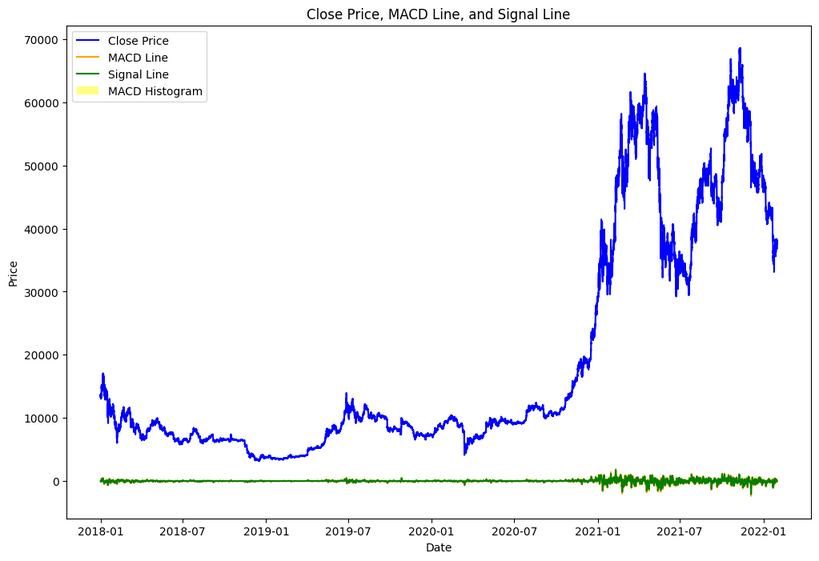 Close Price, MACD Line, and Signal Line
Close Price
MACD Line
Signal Line
MACD Histogram
Price
70000
60000
50000
40000
30000
20000
10000
0
2018-01 2018-07 2019-01 2019-07 2020-01 2020-07 2021-01 2021-07 2022-01
Date